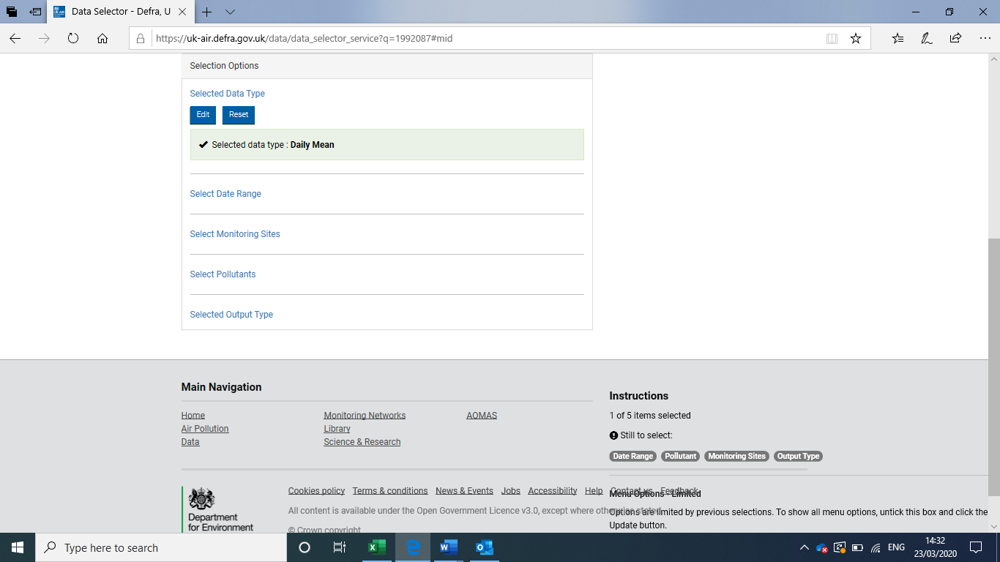 Data Selector - Defra, U
https://uk-air.defra.gov.uk/data/data_selector_service?q=1992087#mid
Selection Options
Selected Data Type
Edit Reset
Selected data type : Daily Mean
Select Date Range
Select Monitoring Sites
Select Pollutants
Selected Output Type
Main Navigation
Home
Air Pollution
Data
Monitoring Networks
Library
Science & Research
AQMAS
Instructions
1 of 5 items selected
Still to select:
Date Range Pollutant Monitoring Sites Output Type
Department
for Environment
Cookies policy Terms & conditions News & Events Jobs Accessibility Help Contact us Feedback
All content is available under the Open Government Licence v3.0, except where otherwise stated
© Crown copyright
Menu Options - Limited
Options are limited by previous selections. To show all menu options, untick this box and click the
Update button.
Type here to search
ENG
14:32
23/03/2020